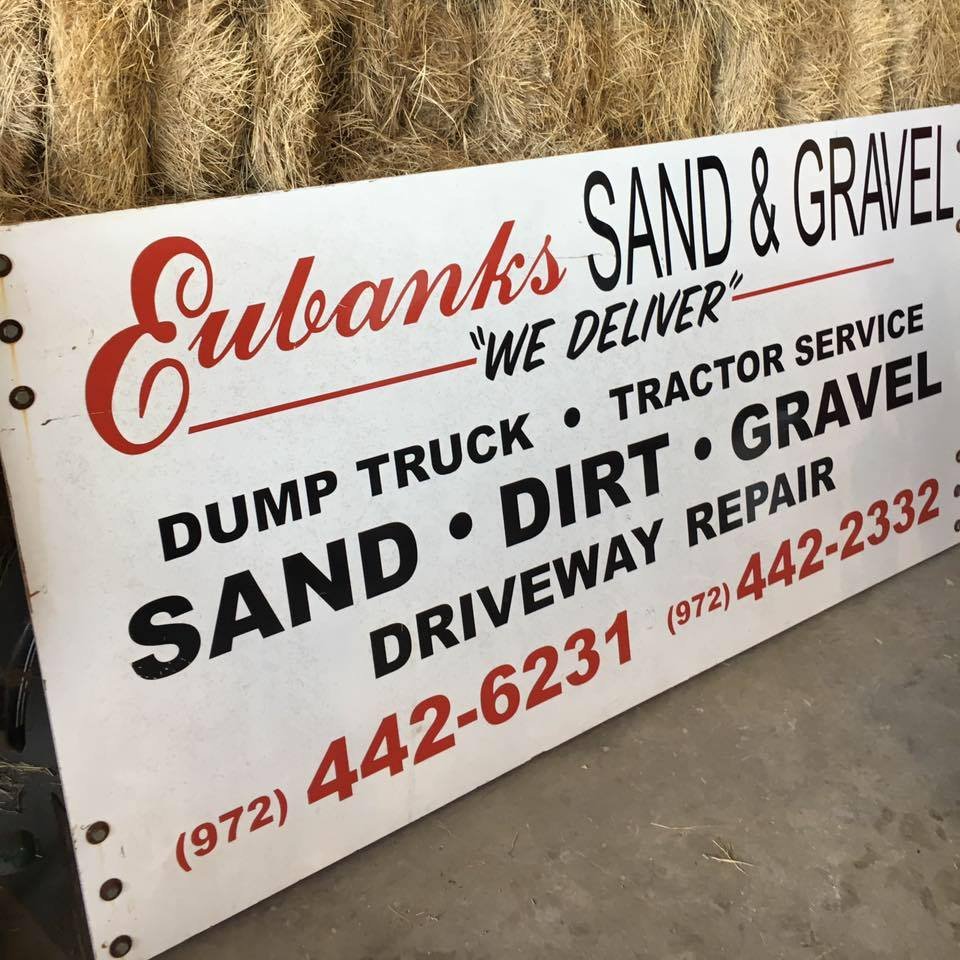 Eubanks SAND & GRAVEL
"WE DELIVER"
DUMP TRUCK • TRACTOR SERVICE
SAND • DIRT • GRAVEL
DRIVEWAY REPAIR
(972) 442-6231 (972) 442-2332